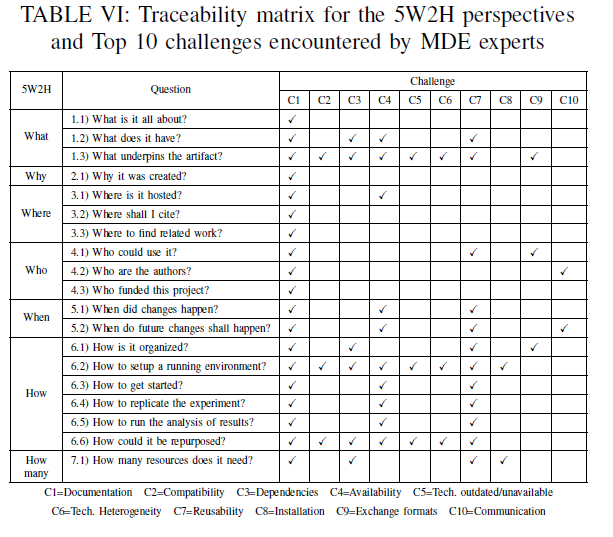 TABLE VI: Traceability matrix for the 5W2H perspectives
and Top 10 challenges encountered by MDE experts
5W2H Question Challenge
C1 C2 C3 C4 C5 C6 C7 C8 C9 C10
What
1.1) What is it all about? ✓
1.2) What does it have? ✓ ✓ ✓ ✓
1.3) What underpins the artifact? ✓ ✓ ✓ ✓ ✓ ✓ ✓ ✓
Why 2.1) Why it was created? ✓
Where
3.1) Where is it hosted? ✓ ✓
3.2) Where shall I cite? ✓
3.3) Where to find related work? ✓
Who
4.1) Who could use it? ✓ ✓ ✓
4.2) Who are the authors? ✓ ✓
4.3) Who funded this project? ✓
When
5.1) When did changes happen? ✓ ✓ ✓
5.2) When do future changes shall happen? ✓ ✓ ✓ ✓
How
6.1) How is it organized? ✓ ✓ ✓ ✓
6.2) How to setup a running environment? ✓ ✓ ✓ ✓ ✓ ✓ ✓ ✓
6.3) How to get started? ✓ ✓ ✓
6.4) How to replicate the experiment? ✓ ✓ ✓
6.5) How to run the analysis of results? ✓ ✓ ✓
6.6) How could it be repurposed? ✓ ✓ ✓ ✓ ✓ ✓ ✓
How
many
7.1) How many resources does it need? ✓ ✓ ✓ ✓
C1=Documentation C2=Compatibility C3=Dependencies C4=Availability C5=Tech. outdated/unavailable
C6=Tech. Heterogeneity C7=Reusability C8=Installation C9=Exchange formats C10=Communication